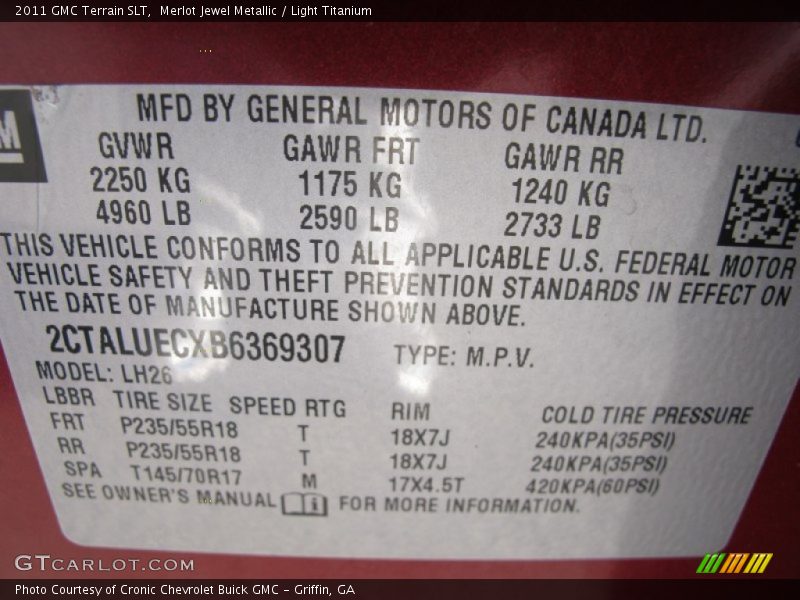 2011 GMC Terrain SLT,  Merlot Jewel Metallic / Light Titanium
MFD BY GENERAL MOTORS OF CANADA LTD.
GVWR GAWR FRT GAWR RR
2250 KG 1175 KG 1240 KG
4960 LB 2590 LB 2733 LB
THIS VEHICLE CONFORMS TO ALL APPLICABLE U.S. FEDERAL MOTOR
VEHICLE SAFETY AND THEFT PREVENTION STANDARDS IN EFFECT ON
THE DATE OF MANUFACTURE SHOWN ABOVE.
2CTALUECXB6369307 TYPE: M.P.V.
MODEL: LH26
LBBR TIRE SIZE SPEED RTG RIM COLD TIRE PRESSURE
FRT P235/55R18 T 18X7J 240KPA(35PSI)
RR P235/55R18 T 18X7J 240KPA(35PSI)
SPA T145/70R17 M 17X4.5T 420KPA(60PSI)
SEE OWNER'S MANUAL FOR MORE INFORMATION.
GTCARLOT.COM
Photo Courtesy of Cronic Chevrolet Buick GMC - Griffin, GA